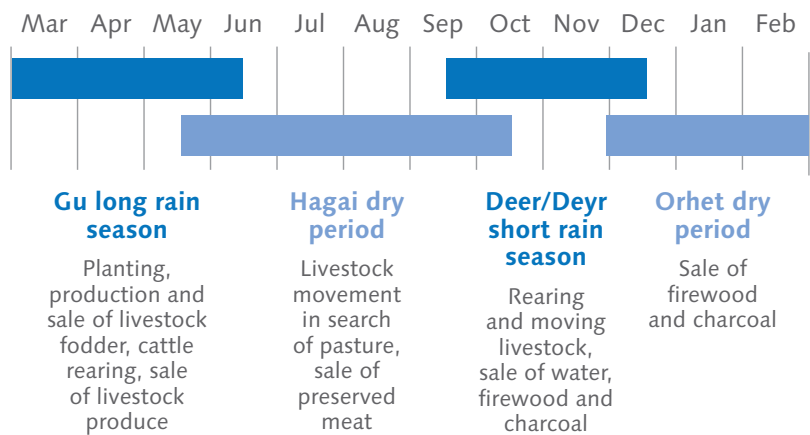 Mar Apr May Jun Jul Aug Sep Oct Nov Dec Jan Feb
Gu long rain
season
Planting,
production and
sale of livestock
fodder, cattle
rearing, sale
of livestock
produce
Hagai dry
period
Livestock
movement
in search
of pasture,
sale of
preserved
meat
Deer/Deyr
short rain
season
Rearing
and moving
livestock,
sale of water,
firewood and
charcoal
Orhet dry
period
Sale of
firewood
and charcoal